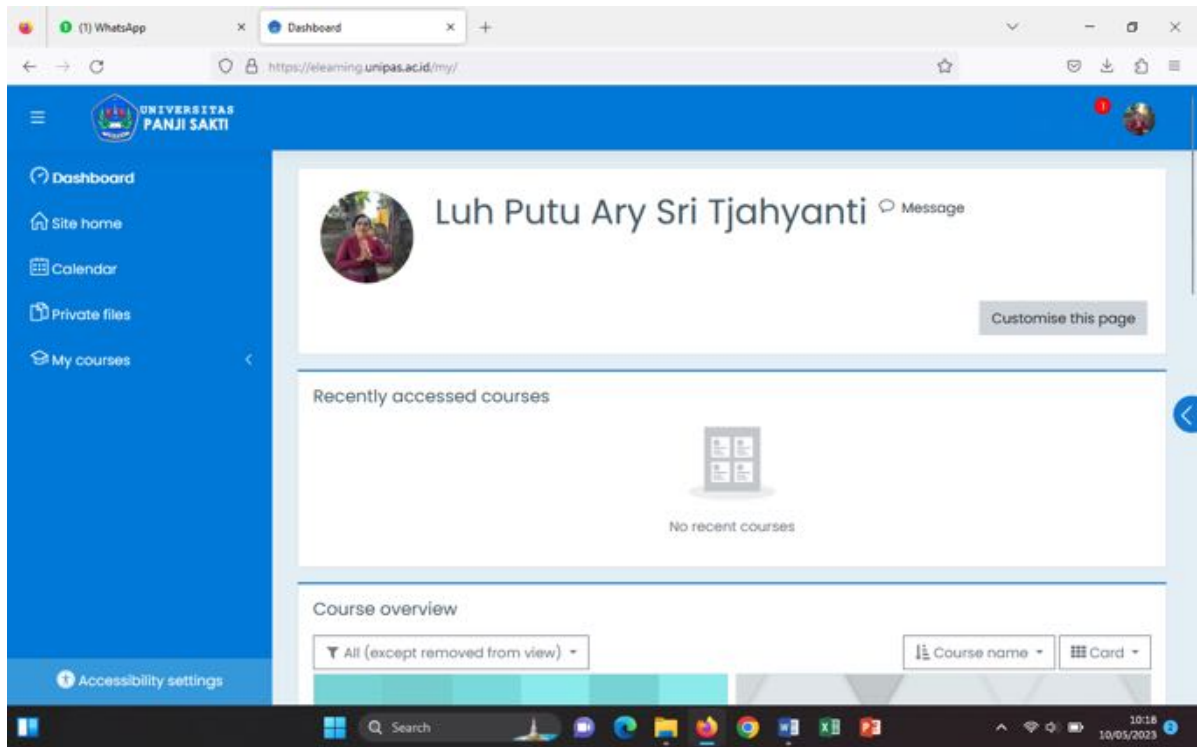 (1) WhatsApp
Dashboard
https://elearning.unipas.ac.id/my/
UNIVERSITAS
PANJI SAKTI
1
Dashboard
Site home
Calendar
Private files
My courses
Accessibility settings
Luh Putu Ary Sri Tjahyanti Message
Customise this page
Recently accessed courses
No recent courses
Course overview
All (except removed from view) Course name Card
Search
10:18
10/05/2023